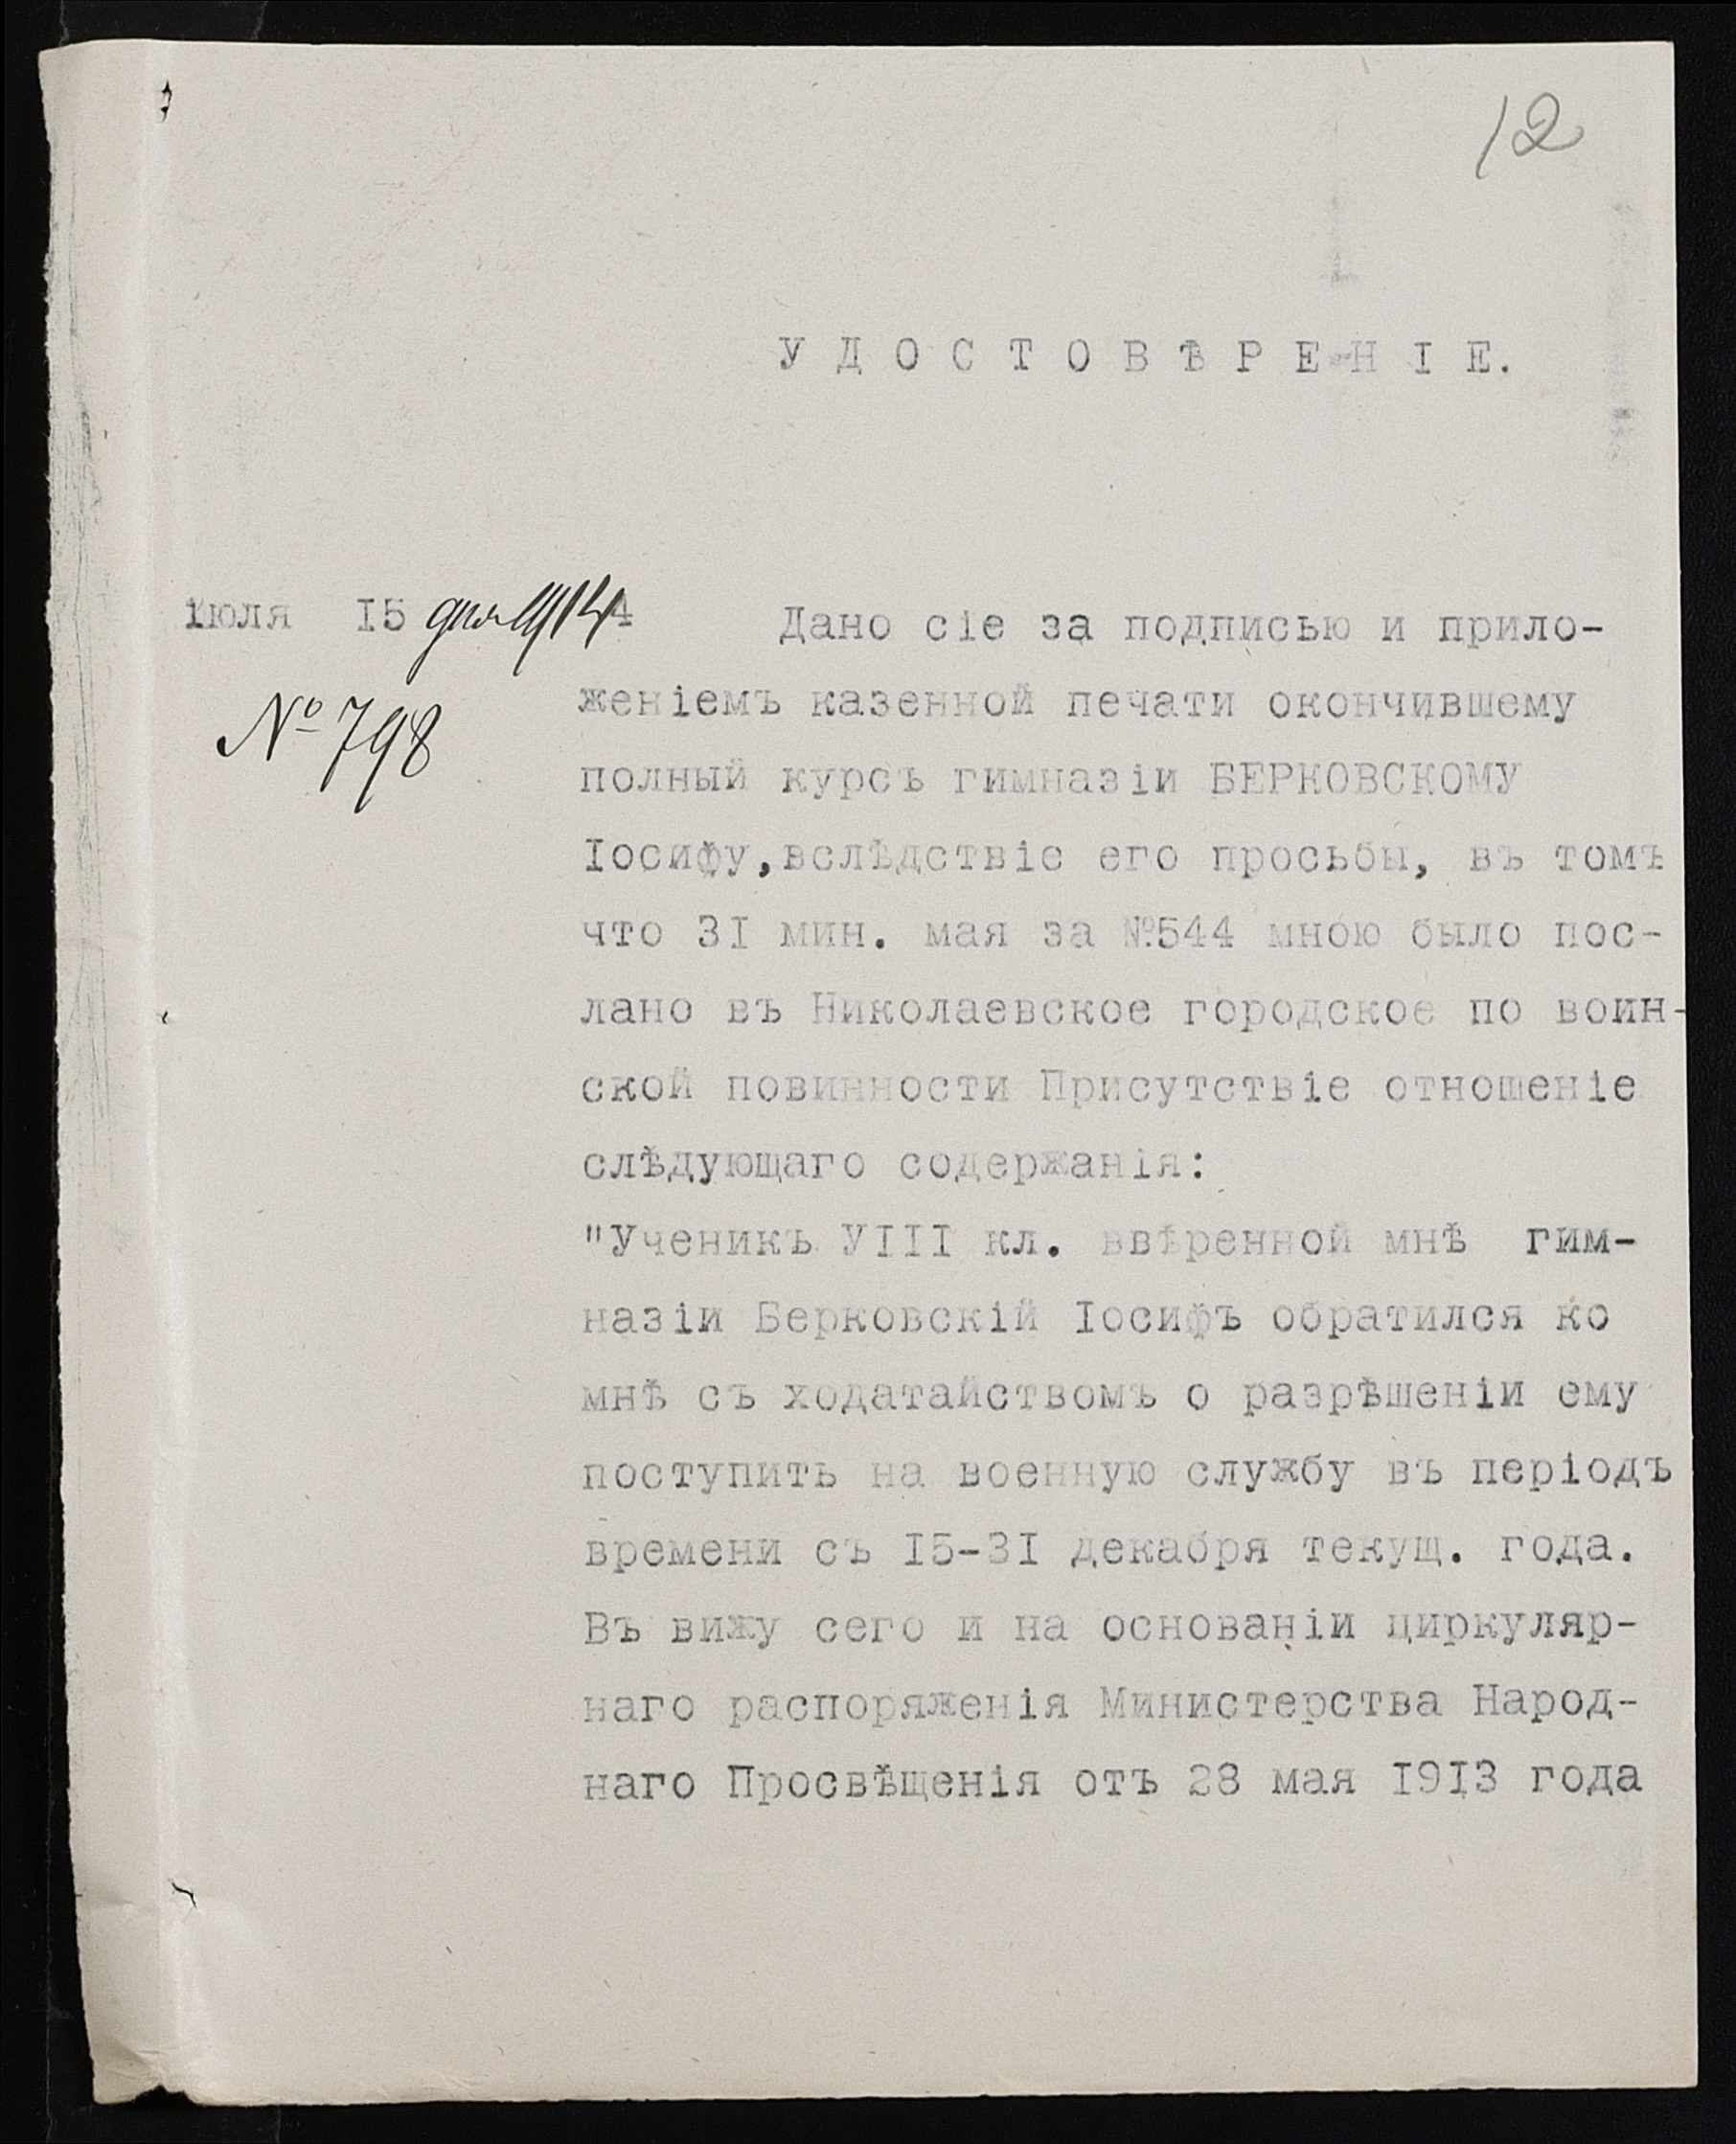 12
УДОСТОВѢРЕНІЕ.
іюля 15 дня 1914
№ 798
Дано сіе за подписью и прило-
женіемъ казенной печати окончившему
полный курсъ гимназіи БЕРКОВСКОМУ
Іосифу, вслѣдствіе его просьбы, въ томъ
что 31 мин. мая за №544 мною было пос-
лано въ Николаевское городское по воин-
ской повинности Присутствіе отношеніе
слѣдующаго содержанія:
"Ученикъ УІІІ кл. ввѣренной мнѣ гим-
назіи Берковскій Іосифъ обратился ко
мнѣ съ ходатайствомъ о разрѣшеніи ему
поступить на военную службу въ періодъ
времени съ 15-31 декабря текущ. года.
Въ вижу сего и на основаніи циркуляр-
наго распоряженія Министерства Народ-
наго Просвѣщенія отъ 28 мая 1913 года